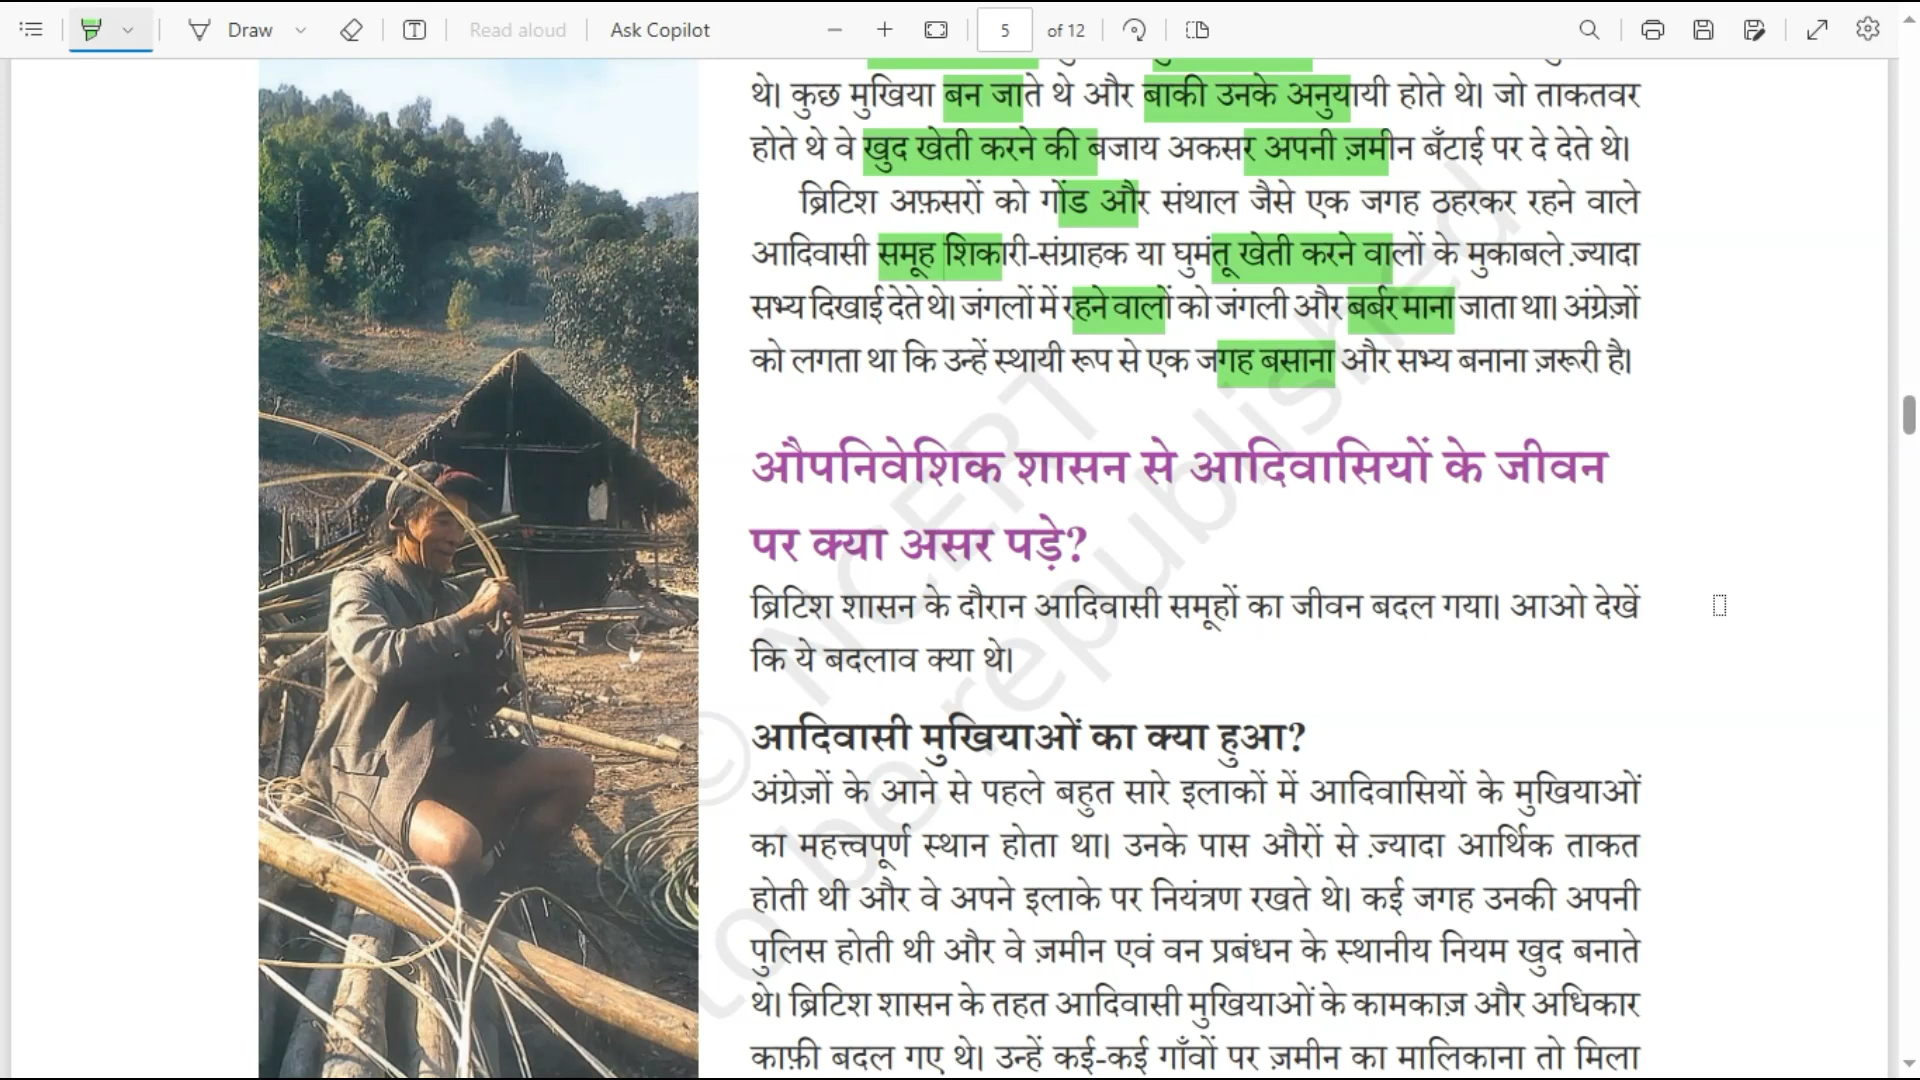 Draw
Read aloud
Ask Copilot
5
of 12
थे। कुछ मुखिया बन जाते थे और बाकी उनके अनुयायी होते थे। जो ताकतवर
होते थे वे खुद खेती करने की बजाय अकसर अपनी ज़मीन बँटाई पर दे देते थे।
ब्रिटिश अफ़सरों को गोंड और संथाल जैसे एक जगह ठहरकर रहने वाले
आदिवासी समूह शिकारी-संग्राहक या घुमंतू खेती करने वालों के मुकाबले ज़्यादा
सभ्य दिखाई देते थे। जंगलों में रहने वालों को जंगली और बर्बर माना जाता था। अंग्रेज़ों
को लगता था कि उन्हें स्थायी रूप से एक जगह बसाना और सभ्य बनाना ज़रूरी है।
औपनिवेशिक शासन से आदिवासियों के जीवन
पर क्या असर पड़े?
ब्रिटिश शासन के दौरान आदिवासी समूहों का जीवन बदल गया। आओ देखें
कि ये बदलाव क्या थे।
आदिवासी मुखियाओं का क्या हुआ?
अंग्रेज़ों के आने से पहले बहुत सारे इलाकों में आदिवासियों के मुखियाओं
का महत्त्वपूर्ण स्थान होता था। उनके पास औरों से ज़्यादा आर्थिक ताकत
होती थी और वे अपने इलाके पर नियंत्रण रखते थे। कई जगह उनकी अपनी
पुलिस होती थी और वे ज़मीन एवं वन प्रबंधन के स्थानीय नियम खुद बनाते
थे। ब्रिटिश शासन के तहत आदिवासी मुखियाओं के कामकाज़ और अधिकार
काफ़ी बदल गए थे। उन्हें कई-कई गाँवों पर ज़मीन का मालिकाना तो मिला
© NCERT
to be republished